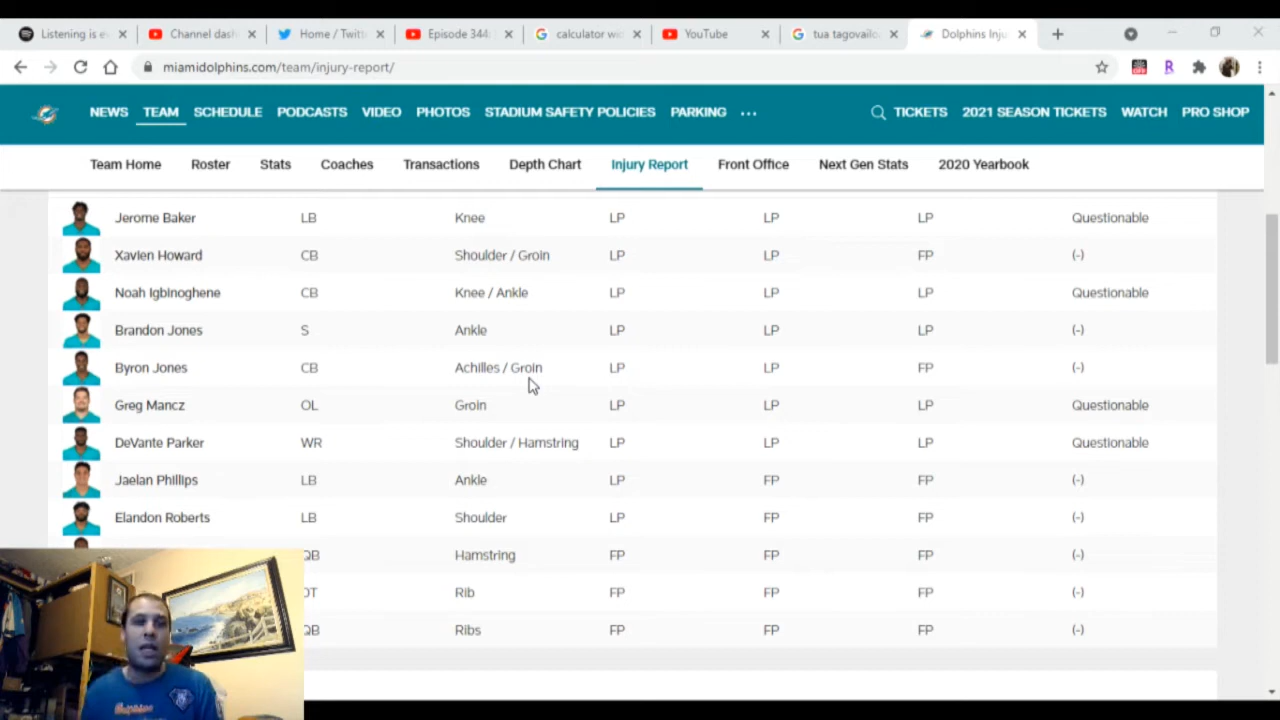 Listening is e
Channel dash
Home / Twitt
Episode 344:
calculator wi
YouTube
tua tagovailo
Dolphins Inju
miamidolphins.com/team/injury-report/
OFF
R
NEWS TEAM SCHEDULE PODCASTS VIDEO PHOTOS STADIUM SAFETY POLICIES PARKING ... TICKETS 2021 SEASON TICKETS WATCH PRO SHOP
Team Home Roster Stats Coaches Transactions Depth Chart Injury Report Front Office Next Gen Stats 2020 Yearbook
Jerome Baker LB Knee LP LP LP Questionable
Xavien Howard CB Shoulder / Groin LP LP FP (-)
Noah Igbinoghene CB Knee / Ankle LP LP LP Questionable
Brandon Jones S Ankle LP LP LP (-)
Byron Jones CB Achilles / Groin LP LP FP (-)
Greg Mancz OL Groin LP LP LP Questionable
DeVante Parker WR Shoulder / Hamstring LP LP LP Questionable
Jaelan Phillips LB Ankle LP FP FP (-)
Elandon Roberts LB Shoulder LP FP FP (-)
QB Hamstring FP FP FP (-)
DT Rib FP FP FP (-)
QB Ribs FP FP FP (-)